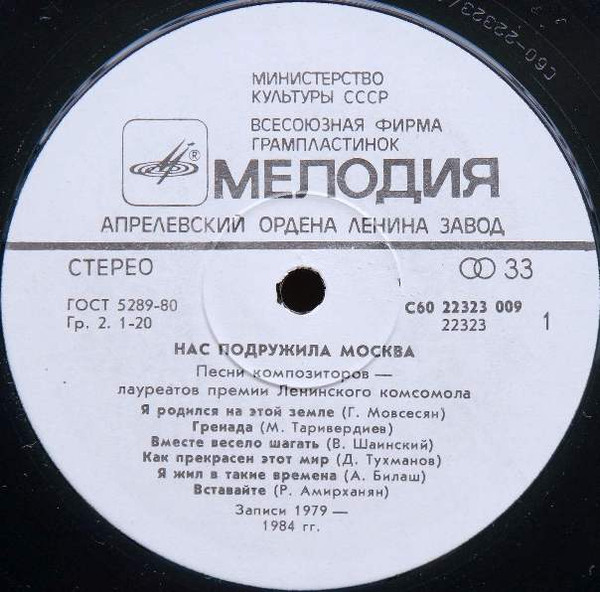 С60-22323/
МИНИСТЕРСТВО
КУЛЬТУРЫ СССР
ВСЕСОЮЗНАЯ ФИРМА
ГРАМПЛАСТИНОК
®
МЕЛОДИЯ
АПРЕЛЕВСКИЙ ОРДЕНА ЛЕНИНА ЗАВОД
СТЕРЕО
33
ГОСТ 5289-80
Гр. 2. 1-20
С60 22323 009
22323
1
НАС ПОДРУЖИЛА МОСКВА
Песни композиторов —
лауреатов премии Ленинского комсомола
Я родился на этой земле (Г. Мовсесян)
Гренада (М. Таривердиев)
Вместе весело шагать (В. Шаинский)
Как прекрасен этот мир (Д. Тухманов)
Я жил в такие времена (А. Билаш)
Вставайте (Р. Амирханян)
Записи 1979 —
1984 гг.